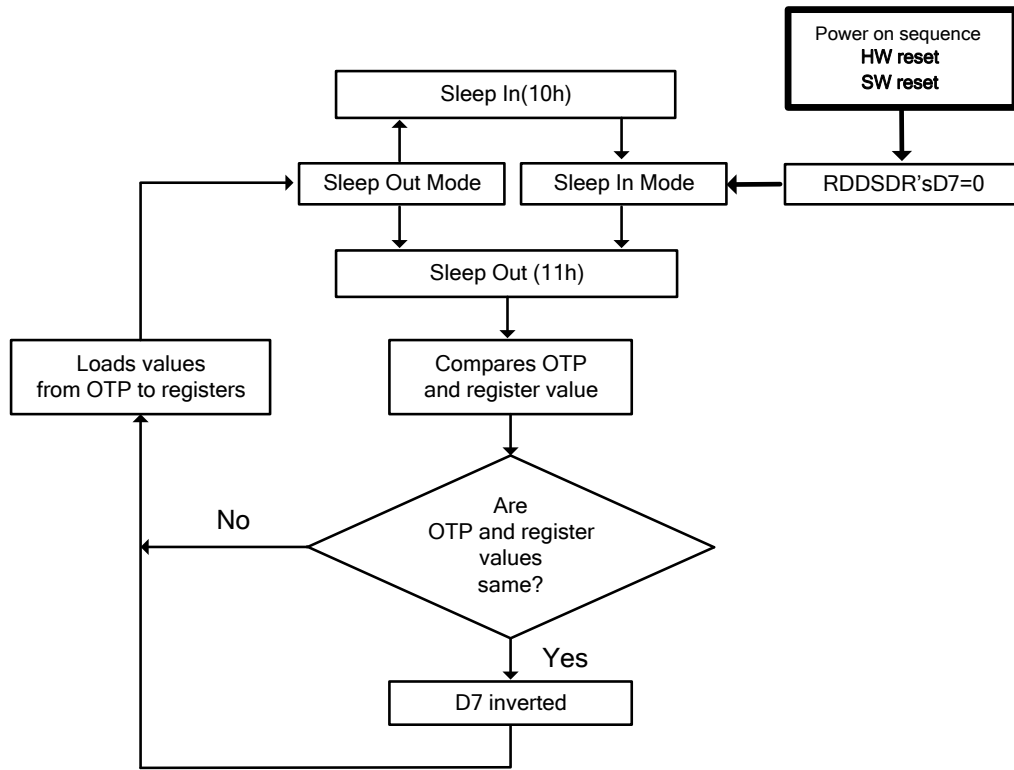 Power on sequence
HW reset
SW reset
Sleep In(10h)
Sleep Out Mode
Sleep In Mode
RDDSDR'sD7=0
Sleep Out (11h)
Loads values
from OTP to registers
Compares OTP
and register value
No
Are
OTP and register
values
same?
Yes
D7 inverted